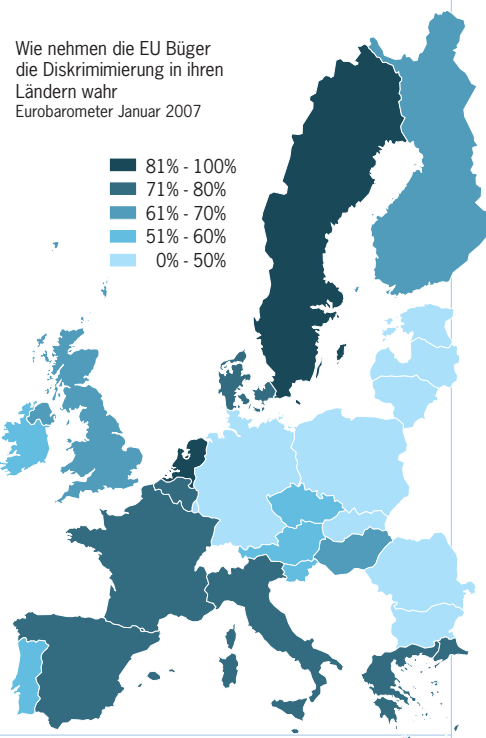 Wie nehmen die EU Büger
die Diskrimimierung in ihren
Ländern wahr
Eurobarometer Januar 2007
81% - 100%
71% - 80%
61% - 70%
51% - 60%
0% - 50%